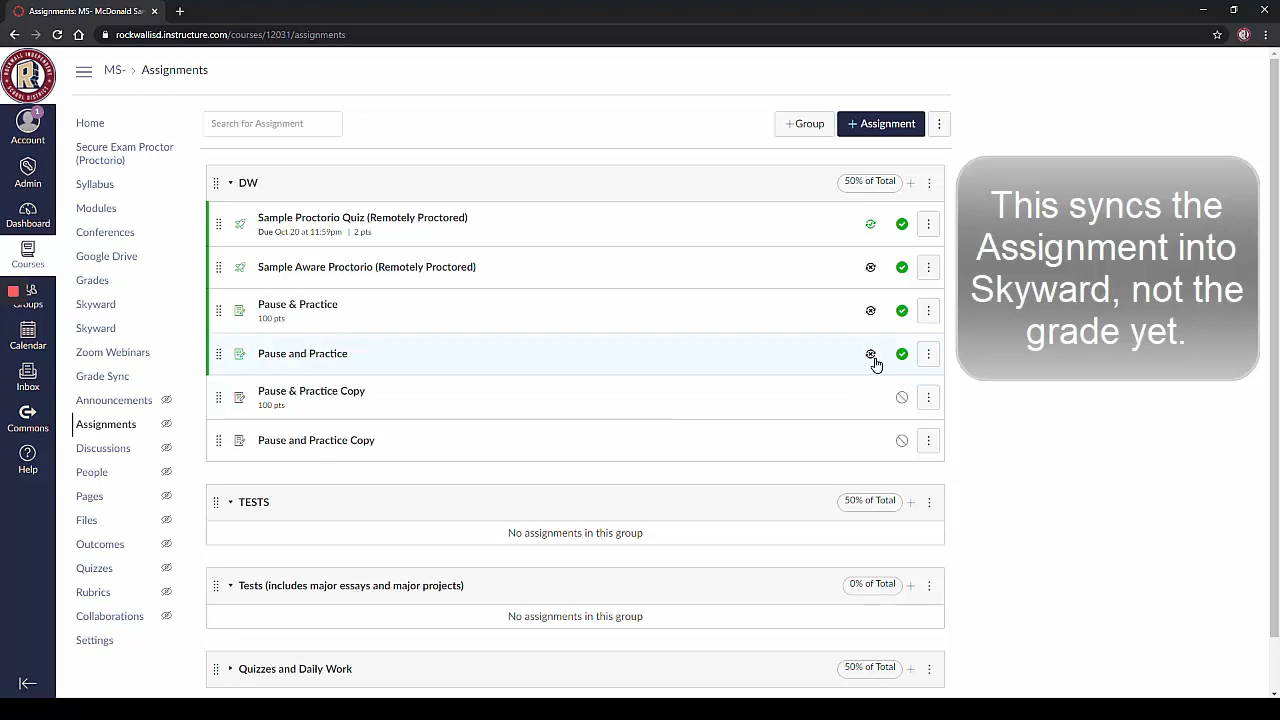 Assignments: MS- McDonald Sar
rockwallisd.instructure.com/courses/12031/assignments
ROCKWALL INDEPENDENT
SCHOOL DISTRICT
R
1
Account
Admin
Dashboard
Courses
Groups
Calendar
Inbox
Commons
Help
MS- › Assignments
Home
Secure Exam Proctor
(Proctorio)
Syllabus
Modules
Conferences
Google Drive
Grades
Skyward
Skyward
Zoom Webinars
Grade Sync
Announcements
Assignments
Discussions
People
Pages
Files
Outcomes
Quizzes
Rubrics
Collaborations
Settings
Search for Assignment
+Group
+ Assignment
DW
50% of Total
Sample Proctorio Quiz (Remotely Proctored)
Due Oct 20 at 11:59pm | 2 pts
Sample Aware Proctorio (Remotely Proctored)
Pause & Practice
100 pts
Pause and Practice
Pause & Practice Copy
100 pts
Pause and Practice Copy
TESTS
50% of Total
No assignments in this group
Tests (includes major essays and major projects)
0% of Total
No assignments in this group
Quizzes and Daily Work
50% of Total
This syncs the
Assignment into
Skyward, not the
grade yet.